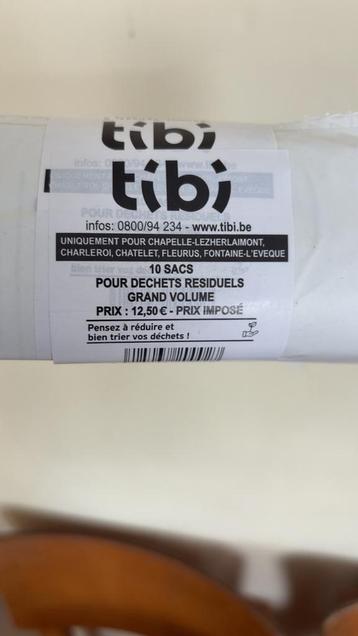 tibi
tibi
infos: 0800/94 234 - www.tibi.be
UNIQUEMENT POUR CHAPELLE-LEZHERLAIMONT,
CHARLEROI, CHATELET, FLEURUS, FONTAINE-L'EVEQUE
10 SACS
POUR DECHETS RESIDUELS
GRAND VOLUME
PRIX : 12,50 € - PRIX IMPOSÉ
Pensez à réduire et
bien trier vos déchets !